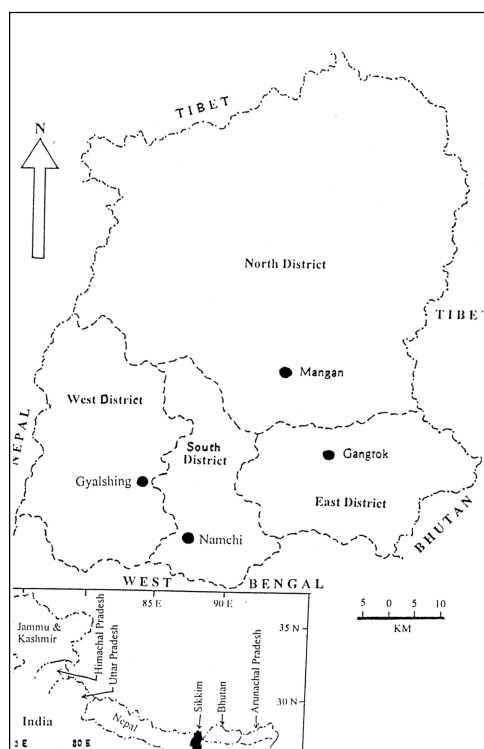 TIBET
N
North District
TIBET
Mangan
West District
NEPAL
South
District
Gangtok
Gyalshing
East District
BHUTAN
Namchi
WEST BENGAL
85 E 90 E
5 0 5 10
KM
35 N
Jammu &
Kashmir
Himachal Pradesh
Uttar Pradesh
Sikkim
Bhutan
Arunachal Pradesh
30 N
Nepal
India
80 E